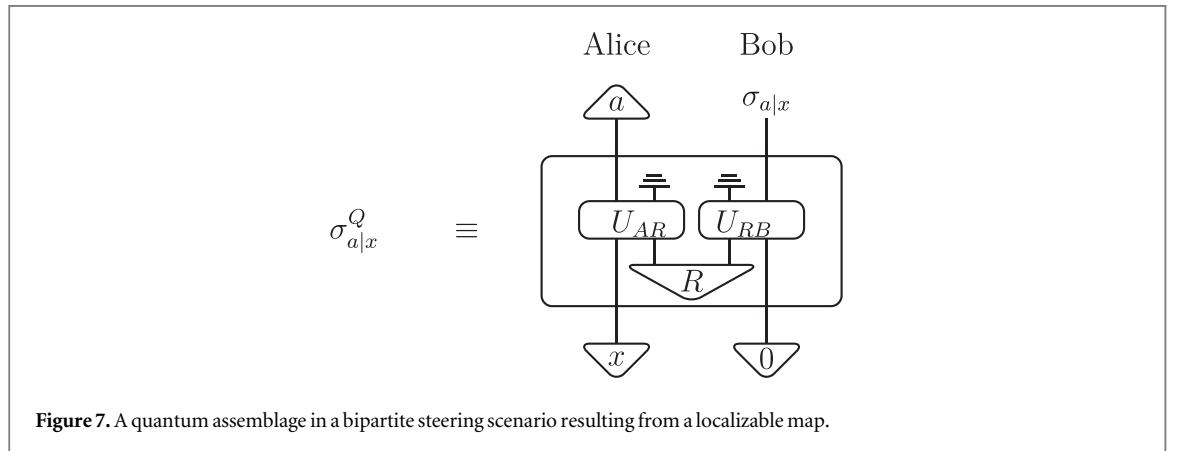 Alice Bob
a σ_{a|x}
σ^Q_{a|x} ≡ U_{AR} U_{RB}
R
x 0
Figure 7. A quantum assemblage in a bipartite steering scenario resulting from a localizable map.